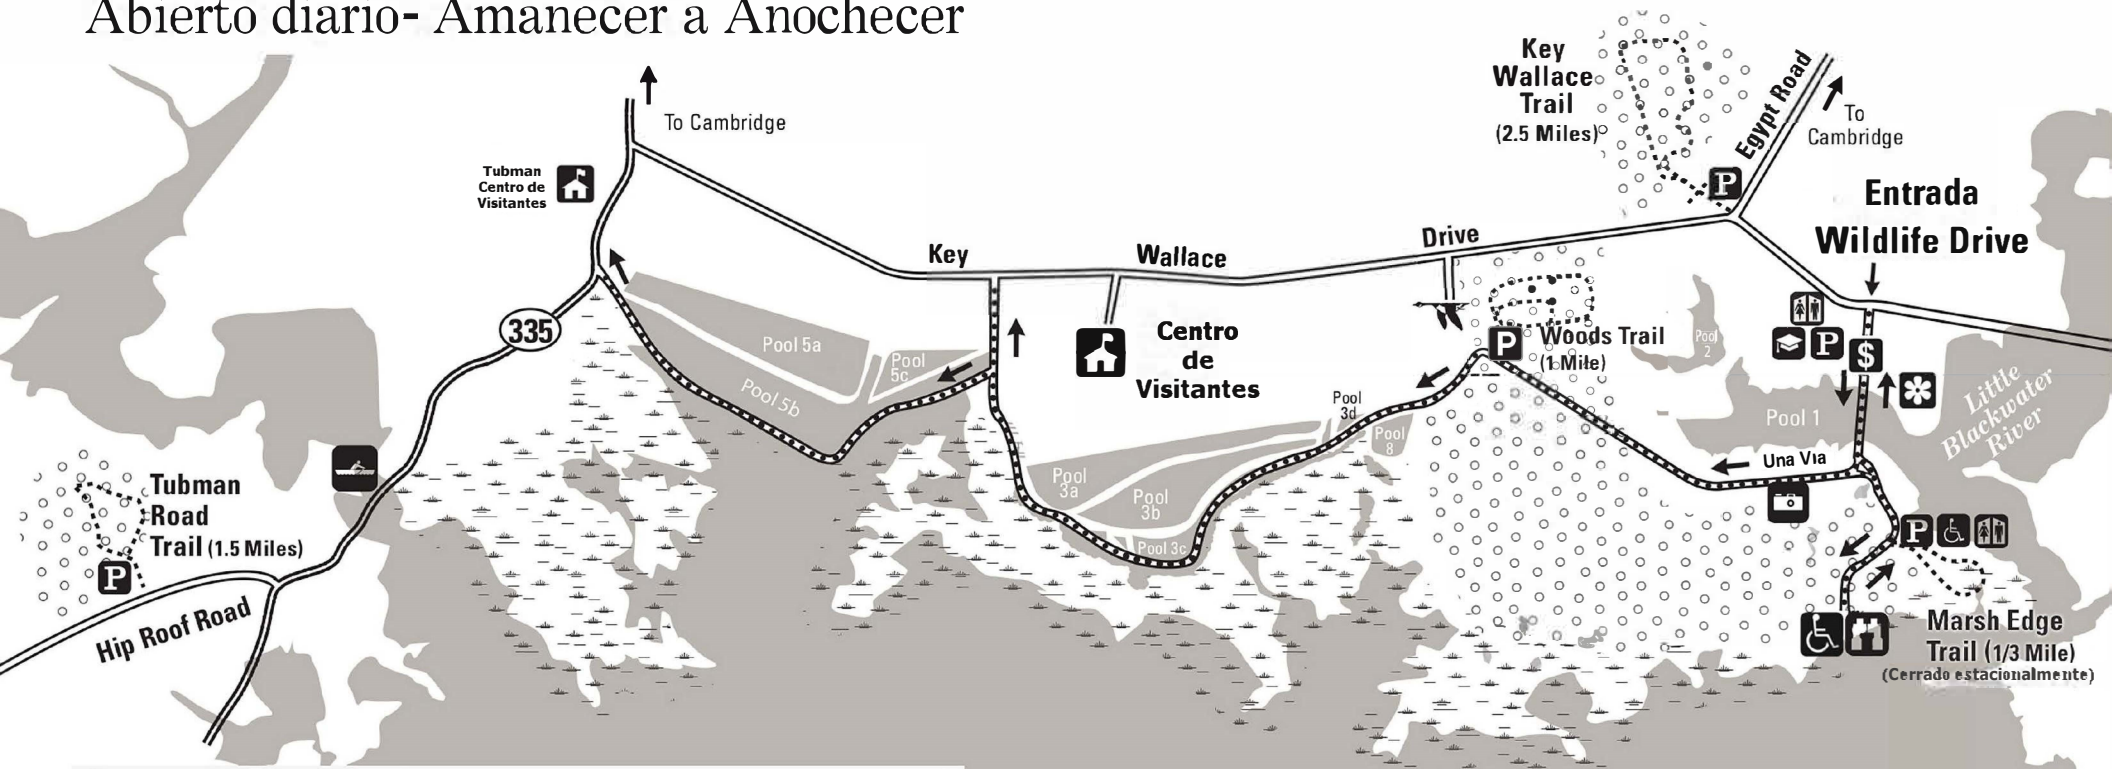 Abierto diario- Amanecer a Anochecer
To Cambridge
Tubman
Centro de
Visitantes
Key
Wallace
Trail
(2.5 Miles)
Egypt Road
To
Cambridge
Entrada
Wildlife Drive
Key Wallace Drive
335
Pool 5a
Pool
5c
Pool 5b
Centro
de
Visitantes
P
P
Woods Trail
(1 Mile)
Pool
2
P
$
Little
Blackwater
River
Pool 1
Una Via
Pool
3d
Pool
8
Pool
3a
Pool
3b
Pool 3c
Tubman
Road
Trail (1.5 Miles)
P
Hip Roof Road
P
Marsh Edge
Trail (1/3 Mile)
(Cerrado estacionalmente)